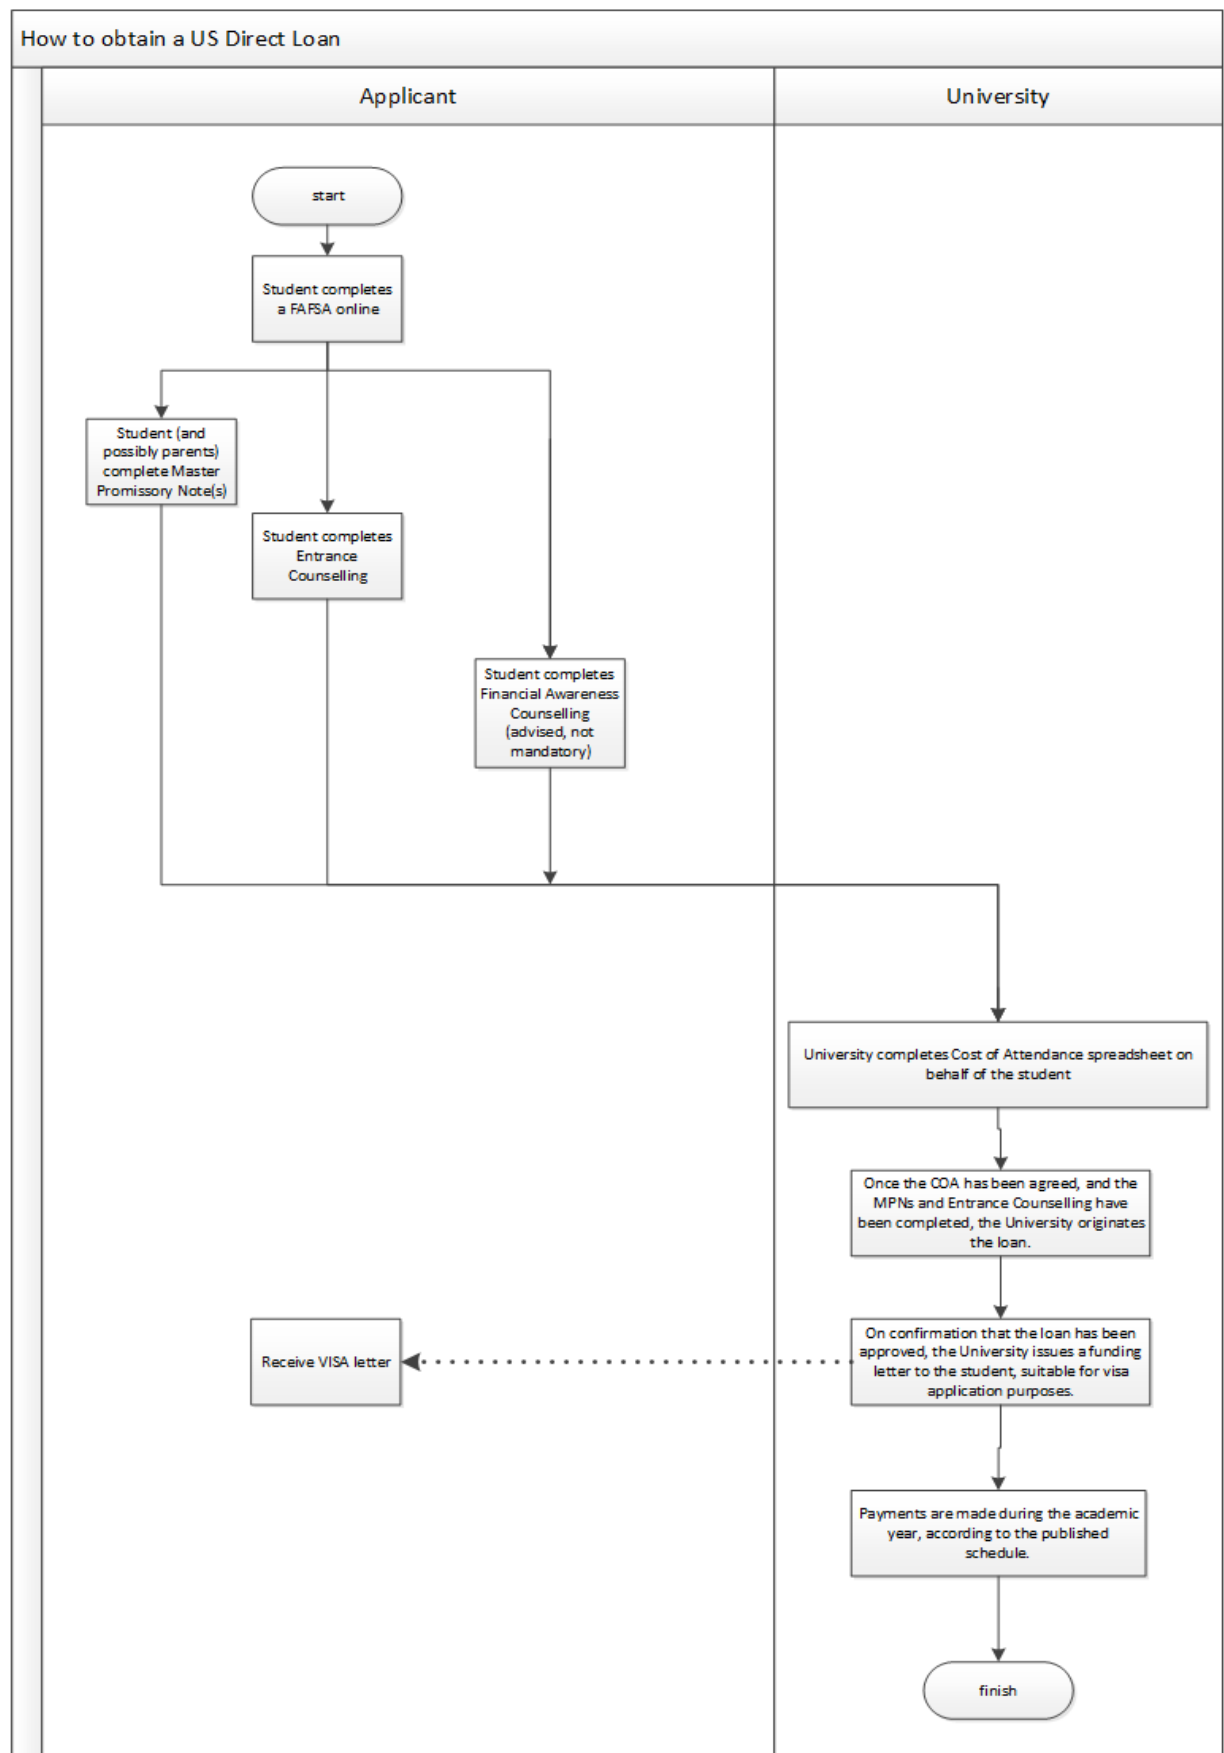 How to obtain a US Direct Loan
Applicant
University
start
Student completes
a FAFSA online
Student (and
possibly parents)
complete Master
Promissory Note(s)
Student completes
Entrance
Counselling
Student completes
Financial Awareness
Counselling
(advised, not
mandatory)
University completes Cost of Attendance spreadsheet on
behalf of the student
Once the COA has been agreed, and the
MPNs and Entrance Counselling have
been completed, the University originates
the loan.
On confirmation that the loan has been
approved, the University issues a funding
letter to the student, suitable for visa
application purposes.
Receive VISA letter
Payments are made during the academic
year, according to the published
schedule.
finish